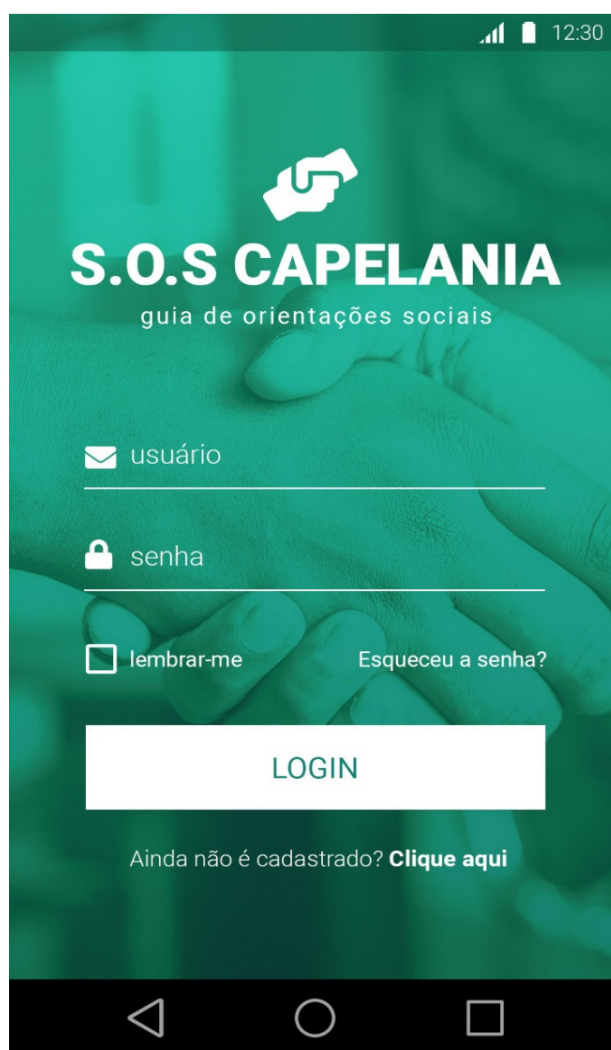 12:30
S.O.S CAPELANIA
guia de orientações sociais
usuário
senha
lembrar-me Esqueceu a senha?
LOGIN
Ainda não é cadastrado? Clique aqui